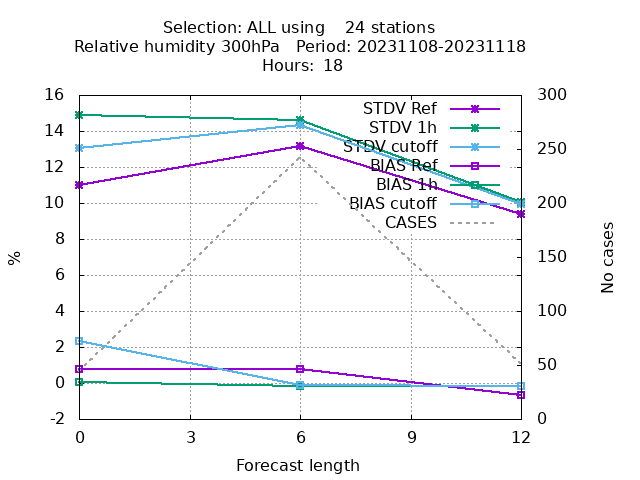 Selection: ALL using    24 stations
Relative humidity 300hPa   Period: 20231108-20231118
Hours: 18
16
14
12
10
8
6
4
2
0
-2
%
STDV Ref
STDV 1h
STDV cutoff
BIAS Ref
BIAS 1h
BIAS cutoff
CASES
300
250
200
150
100
50
0
No cases
0 3 6 9 12
Forecast length